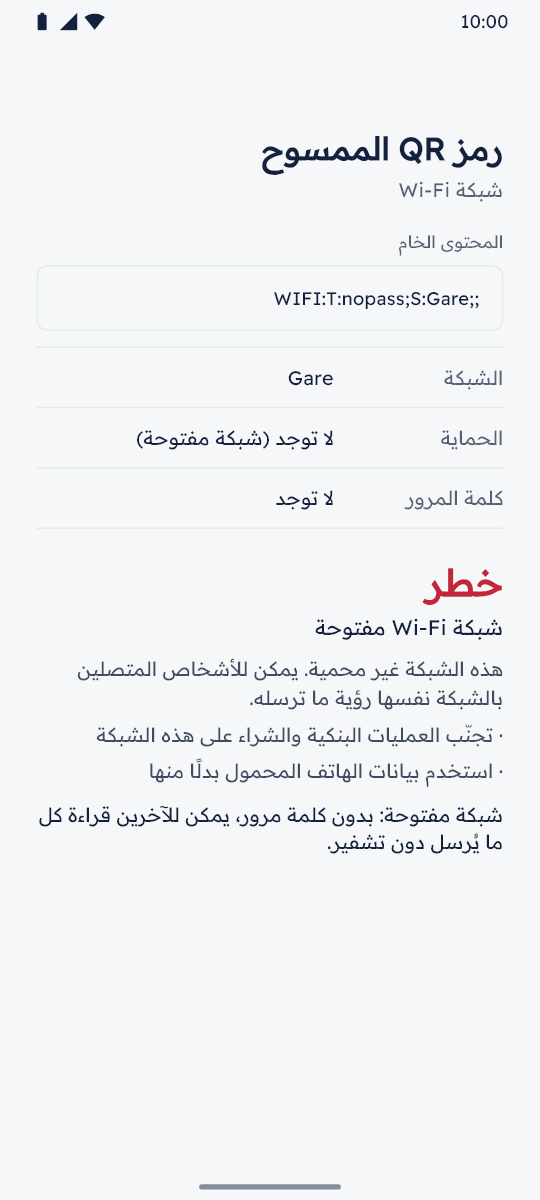 10:00
رمز QR الممسوح
شبكة Wi-Fi
المحتوى الخام
WIFI:T:nopass;S:Gare;;
الشبكة
Gare
الحماية
لا توجد (شبكة مفتوحة)
كلمة المرور
لا توجد
خطر
شبكة Wi-Fi مفتوحة
هذه الشبكة غير محمية. يمكن للأشخاص المتصلين
بالشبكة نفسها رؤية ما ترسله.
· تجنّب العمليات البنكية والشراء على هذه الشبكة
· استخدم بيانات الهاتف المحمول بدلًا منها
شبكة مفتوحة: بدون كلمة مرور، يمكن للآخرين قراءة كل
ما يُرسل دون تشفير.